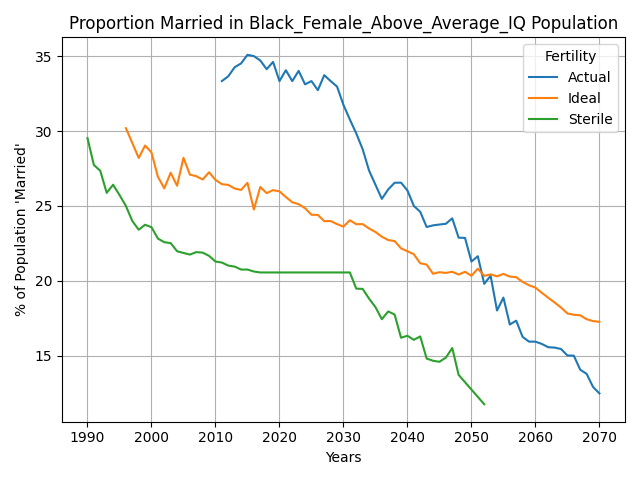 Proportion Married in Black_Female_Above_Average_IQ Population
% of Population 'Married'
35
30
25
20
15
Fertility
Actual
Ideal
Sterile
1990 2000 2010 2020 2030 2040 2050 2060 2070
Years